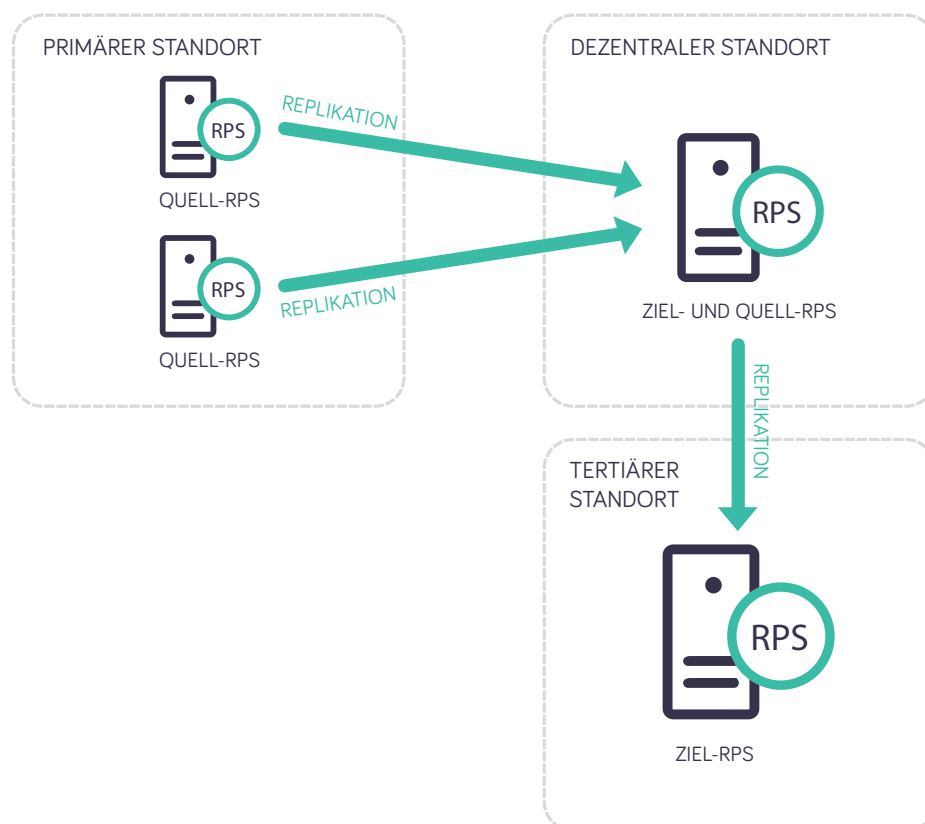 PRIMÄRER STANDORT
RPS
QUELL-RPS
RPS
QUELL-RPS
REPLIKATION
REPLIKATION
DEZENTRALER STANDORT
RPS
ZIEL- UND QUELL-RPS
REPLIKATION
TERTIÄRER
STANDORT
RPS
ZIEL-RPS